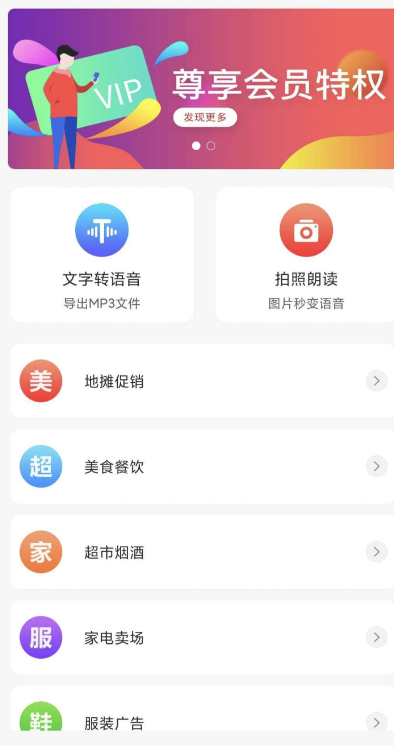 VIP
尊享会员特权
发现更多
文字转语音
导出MP3文件
拍照朗读
图片秒变语音
美
地摊促销
超
美食餐饮
家
超市烟酒
服
家电卖场
鞋
服装广告